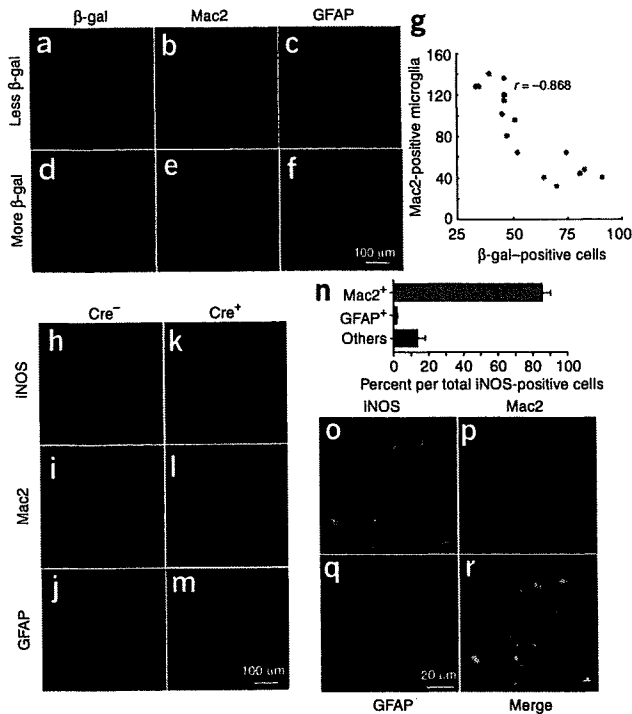 β-gal Mac2 GFAP
Less β-gal
a b c
More β-gal
d e f
100 µm
g
Mac2-positive microglia
160
120
80
40
0
r = −0.868
25 50 75 100
β-gal–positive cells
n
Mac2+
GFAP+
Others
0 20 40 60 80 100
Percent per total iNOS-positive cells
Cre− Cre+
iNOS
h k
Mac2
i l
GFAP
j m
100 µm
iNOS Mac2
o p
q r
20 µm
GFAP Merge